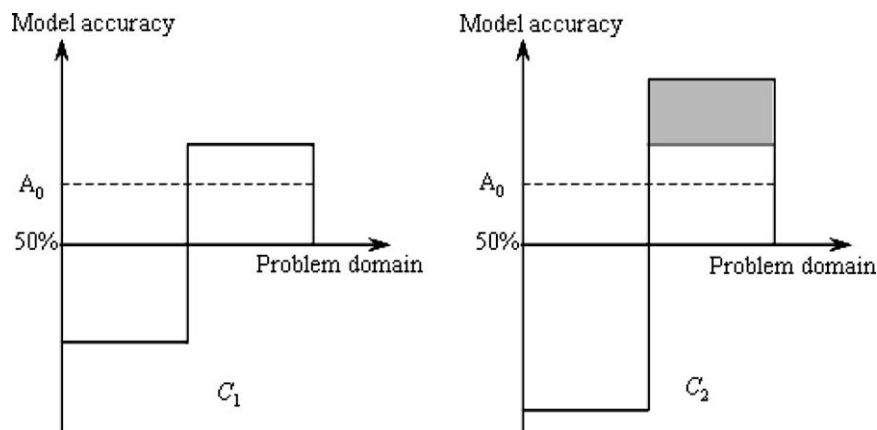 Model accuracy
A₀
50%
Problem domain
C₁
Model accuracy
A₀
50%
Problem domain
C₂